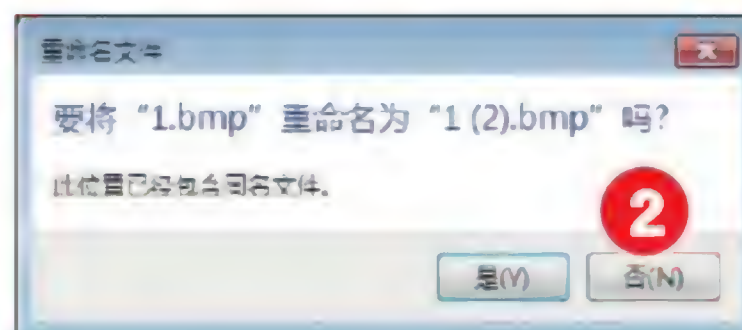 重命名文件
要将 “1.bmp” 重命名为 “1 (2).bmp” 吗?
此位置已经包含同名文件。
2
是(Y)
否(N)